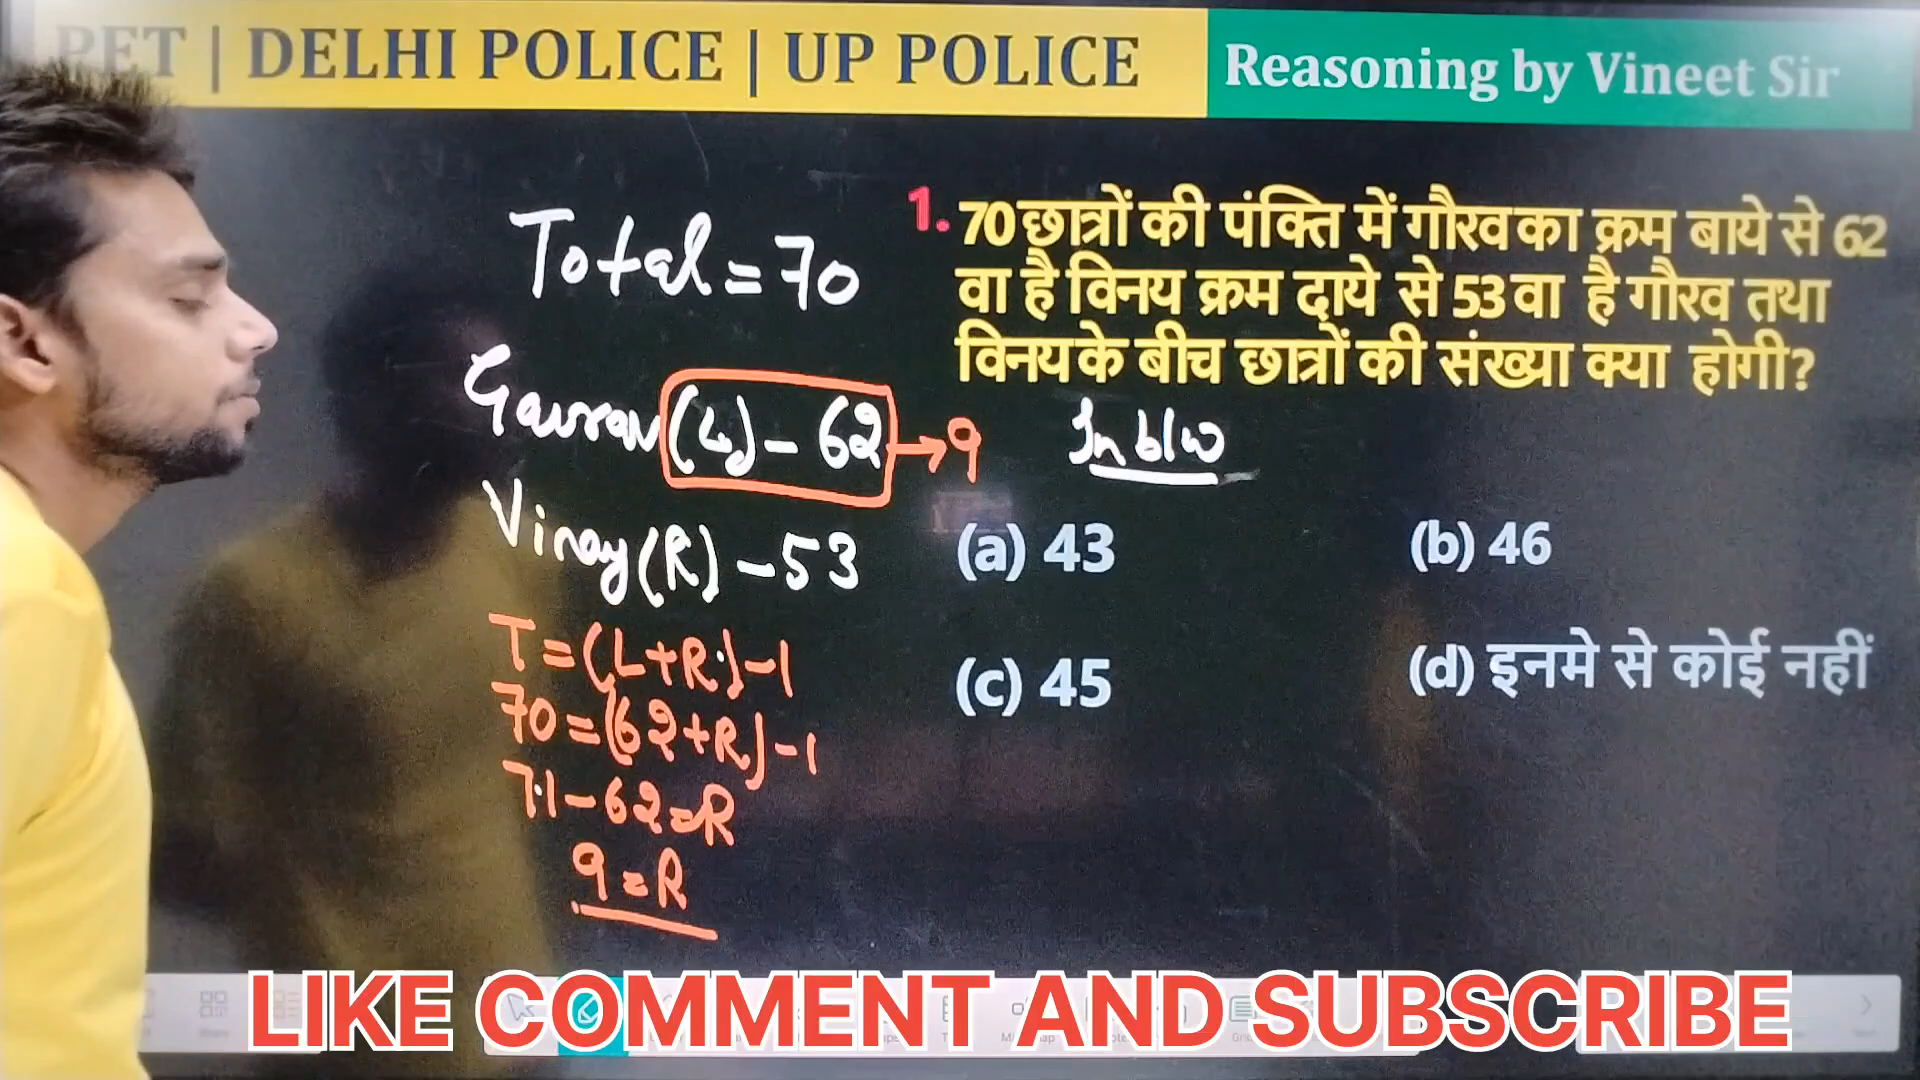 PET | DELHI POLICE | UP POLICE
Reasoning by Vineet Sir
1. 70 छात्रों की पंक्ति में गौरव का क्रम बाये से 62
वा है विनय क्रम दाये से 53 वा है गौरव तथा
विनय के बीच छात्रों की संख्या क्या होगी?
Total = 70
Gaurav (L) - 62 → 9
In b/w
Vinay (R) - 53
(a) 43
(b) 46
(c) 45
(d) इनमे से कोई नहीं
T = (L+R) - 1
70 = (62+R) - 1
71 - 62 = R
9 = R
LIKE COMMENT AND SUBSCRIBE